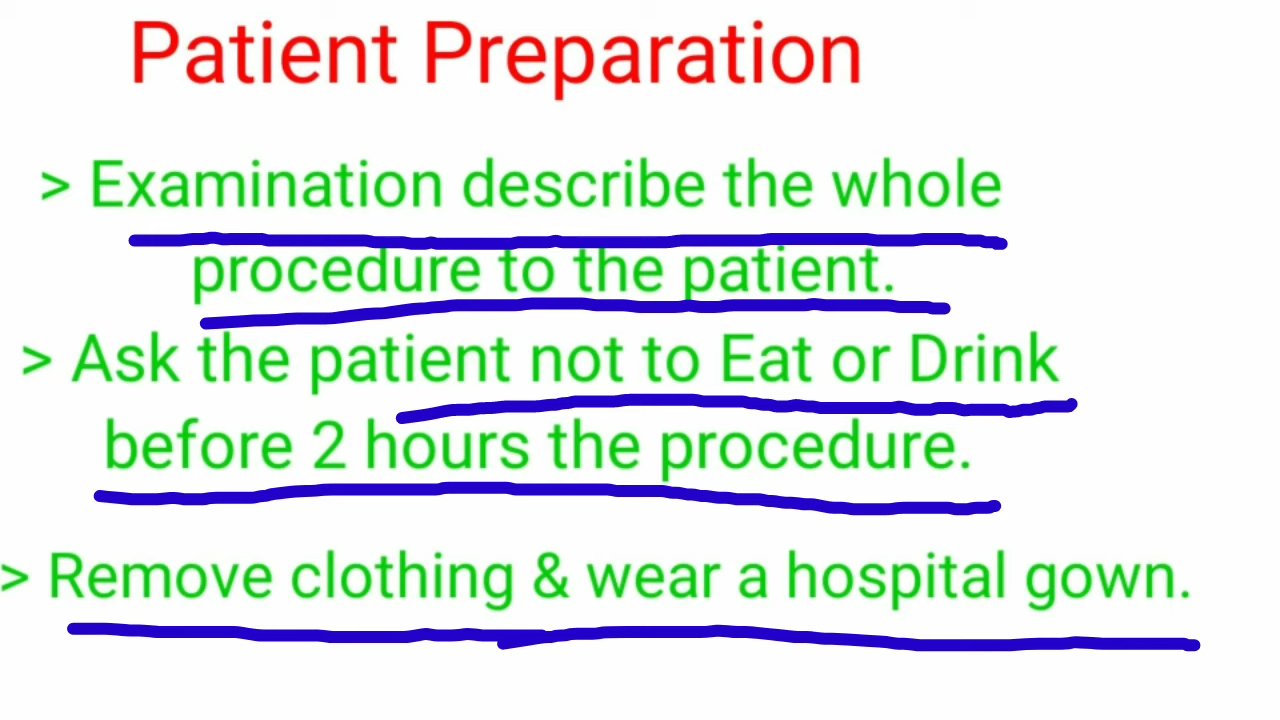 Patient Preparation
> Examination describe the whole
procedure to the patient.
> Ask the patient not to Eat or Drink
before 2 hours the procedure.
> Remove clothing & wear a hospital gown.